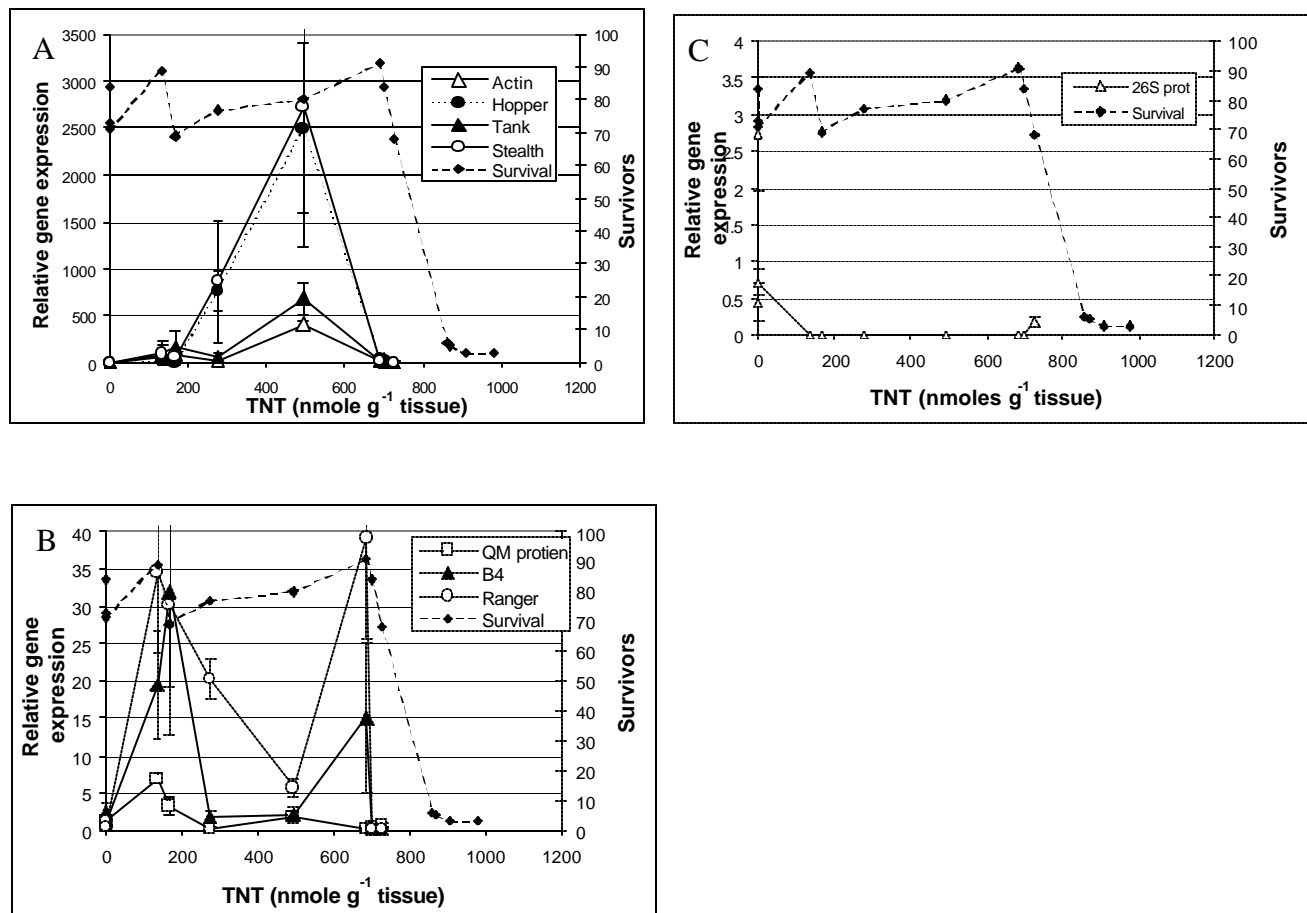 A
Relative gene expression
3500
3000
2500
2000
1500
1000
500
0
0 200 400 600 800 1000 1200
TNT (nmole g-1 tissue)
100
90
80
70
60
50
40
30
20
10
0
Survivors
Actin
Hopper
Tank
Stealth
Survival
C
Relative gene
expression
4
3.5
3
2.5
2
1.5
1
0.5
0
0 200 400 600 800 1000 1200
TNT (nmoles g-1 tissue)
100
90
80
70
60
50
40
30
20
10
0
Survivors
26S prot
Survival
B
Relative gene
expression
40
35
30
25
20
15
10
5
0
0 200 400 600 800 1000 1200
TNT (nmole g-1 tissue)
100
90
80
70
60
50
40
30
20
10
0
Survivors
QM protien
B4
Ranger
Survival